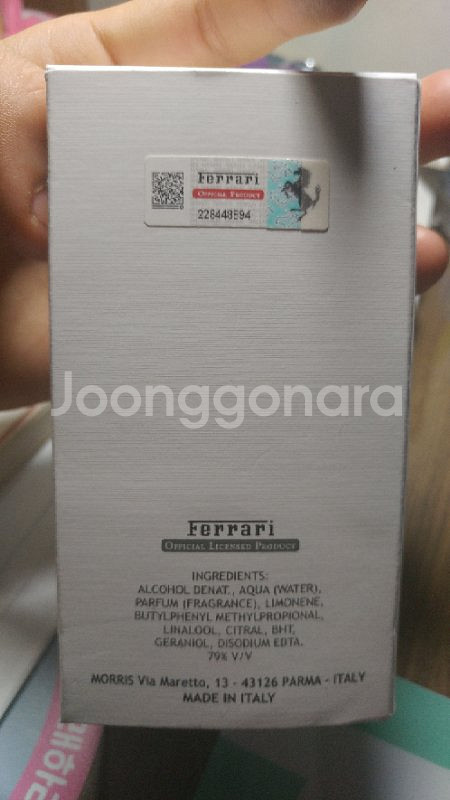 Ferrari
OFFICIAL PRODUCT
228448594
Joonggonara
Ferrari
OFFICIAL LICENSED PRODUCT
INGREDIENTS:
ALCOHOL DENAT., AQUA (WATER),
PARFUM (FRAGRANCE), LIMONENE,
BUTYLPHENYL METHYLPROPIONAL,
LINALOOL, CITRAL, BHT,
GERANIOL, DISODIUM EDTA.
79% V/V
MORRIS Via Maretto, 13 - 43126 PARMA - ITALY
MADE IN ITALY